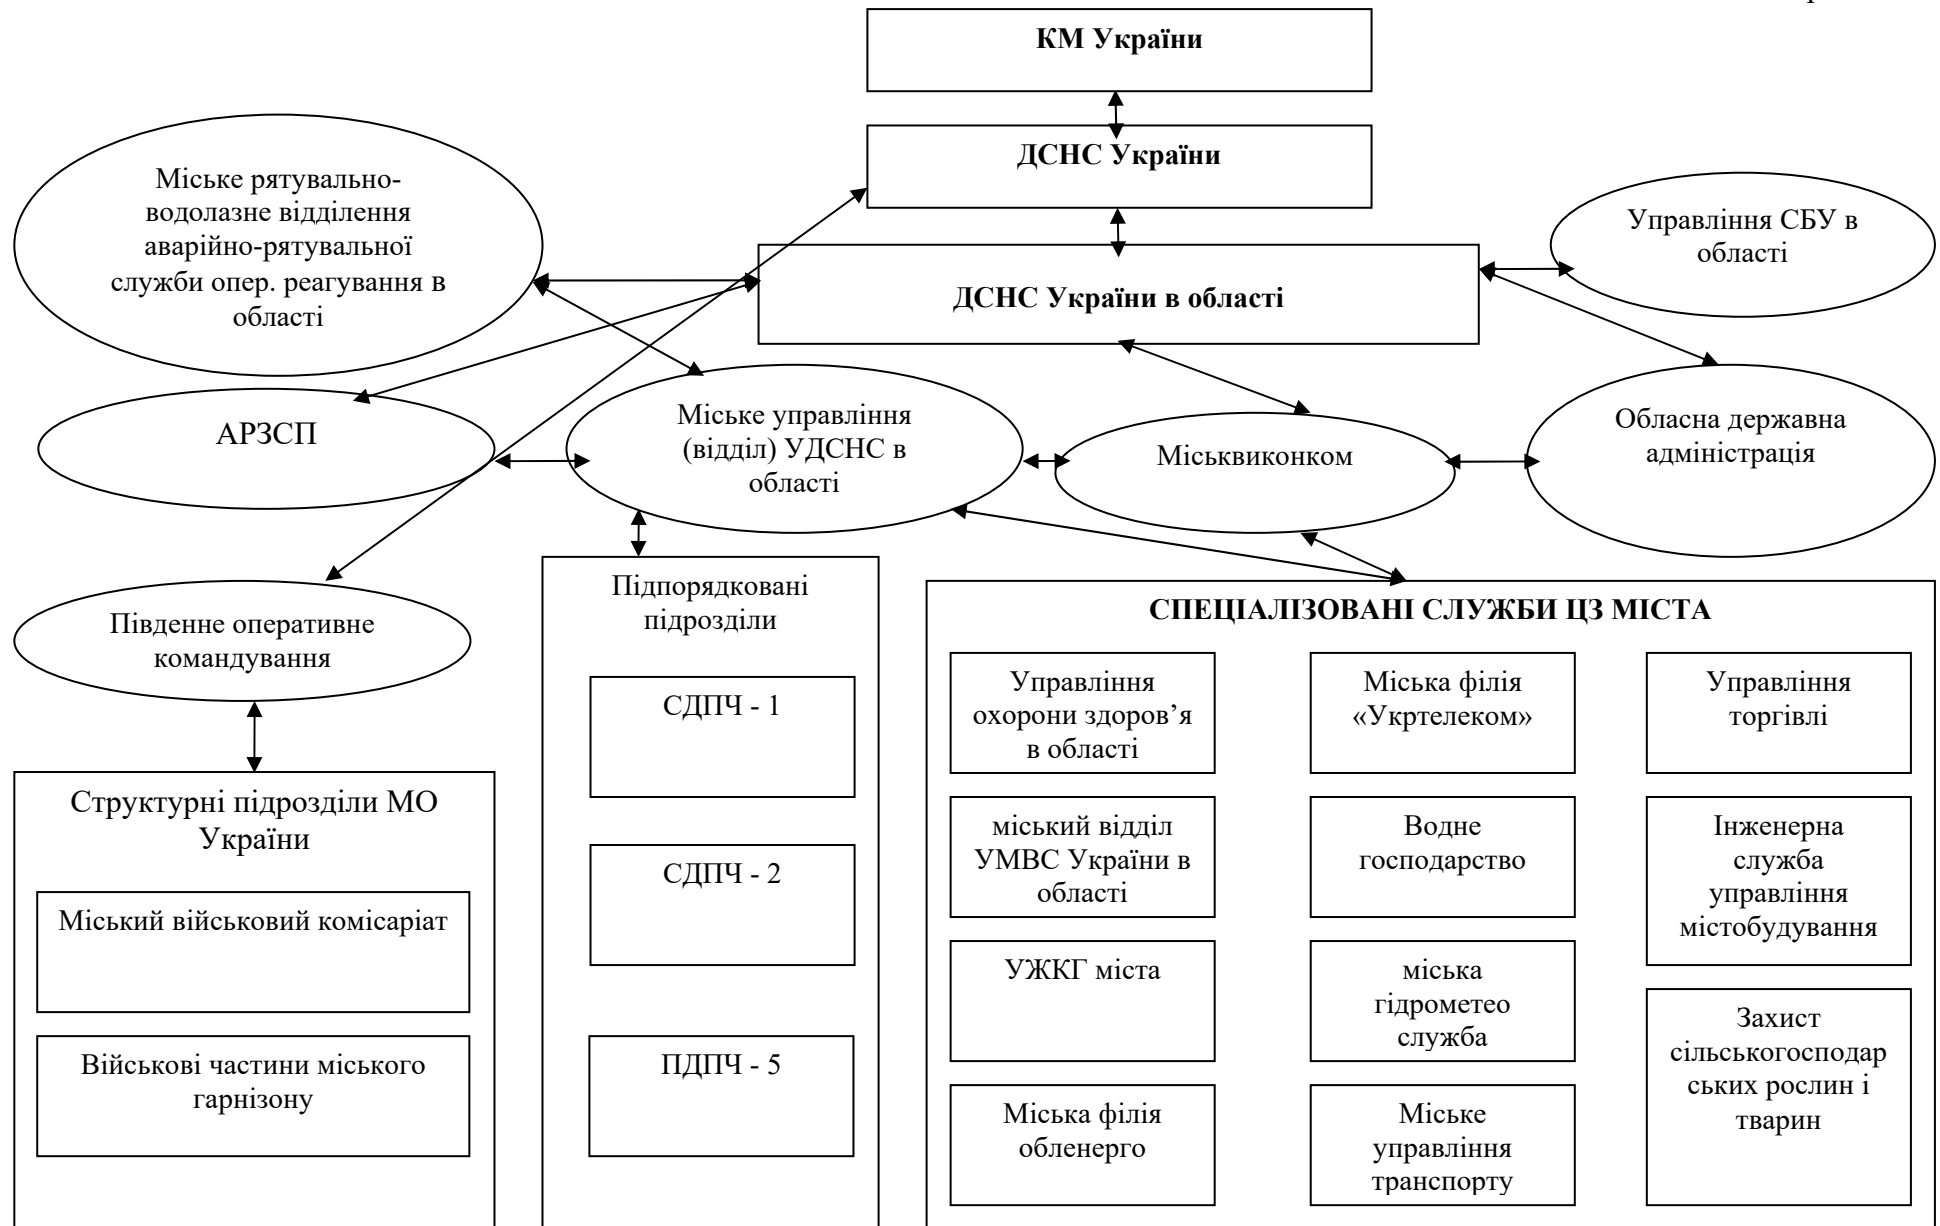 КМ України
ДСНС України
Міське рятувально-
водолазне відділення
аварійно-рятувальної
служби опер. реагування в
області
Управління СБУ в
області
ДСНС України в області
АРЗСП
Міське управління
(відділ) УДСНС в
області
Міськвиконком
Обласна державна
адміністрація
Південне оперативне
командування
Підпорядковані
підрозділи
СДПЧ - 1
СДПЧ - 2
ПДПЧ - 5
Структурні підрозділи МО
України
Міський військовий комісаріат
Військові частини міського
гарнізону
СПЕЦІАЛІЗОВАНІ СЛУЖБИ ЦЗ МІСТА
Управління
охорони здоров’я
в області
Міська філія
«Укртелеком»
Управління
торгівлі
міський відділ
УМВС України в
області
Водне
господарство
Інженерна
служба
управління
містобудування
УЖКГ міста
міська
гідрометео
служба
Захист
сільськогосподар
ських рослин і
тварин
Міська філія
обленерго
Міське
управління
транспорту